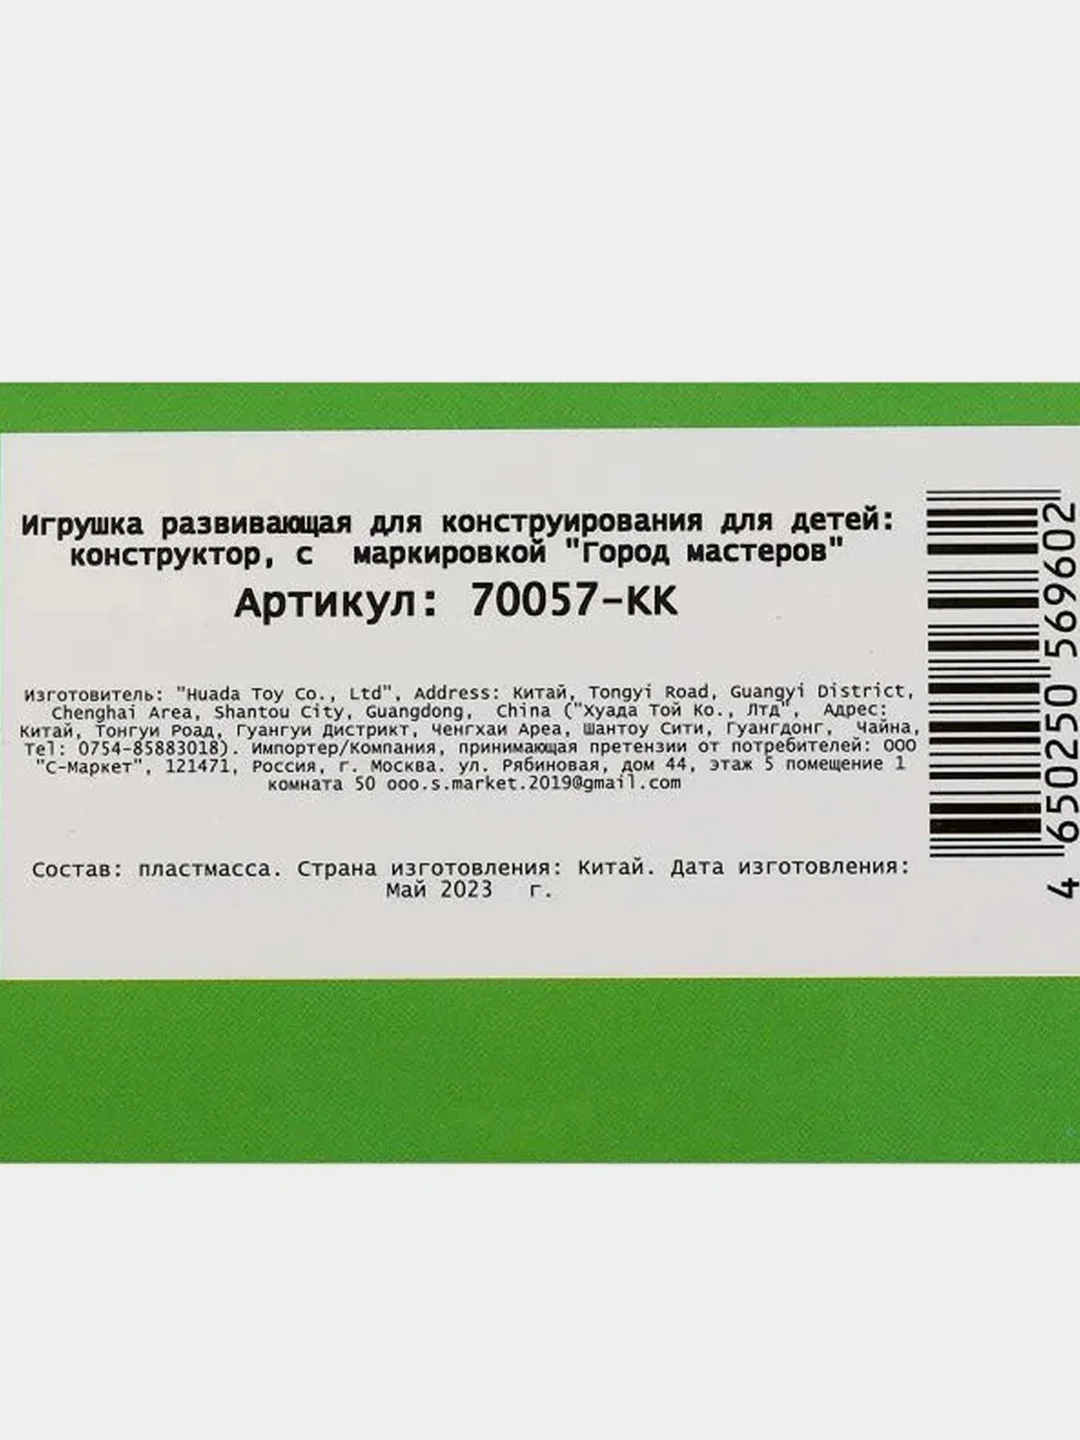 Игрушка развивающая для конструирования для детей:
конструктор, с маркировкой "Город мастеров"
Артикул: 70057-КК
Изготовитель: "Huada Toy Co., Ltd", Address: Китай, Tongyi Road, Guangyi District,
Chenghai Area, Shantou City, Guangdong, China ("Хуада Той Ко., Лтд", Адрес:
Китай, Тонгуи Роад, Гуангуи Дистрикт, Ченгхаи Ареа, Шантоу Сити, Гуангдонг, Чайна,
Tel: 0754-85883018). Импортер/Компания, принимающая претензии от потребителей: ООО
"С-Маркет", 121471, Россия, г. Москва. ул. Рябиновая, дом 44, этаж 5 помещение 1
комната 50 ooo.s.market.2019@gmail.com
Состав: пластмасса. Страна изготовления: Китай. Дата изготовления:
Май 2023 г.
4 650250 569602